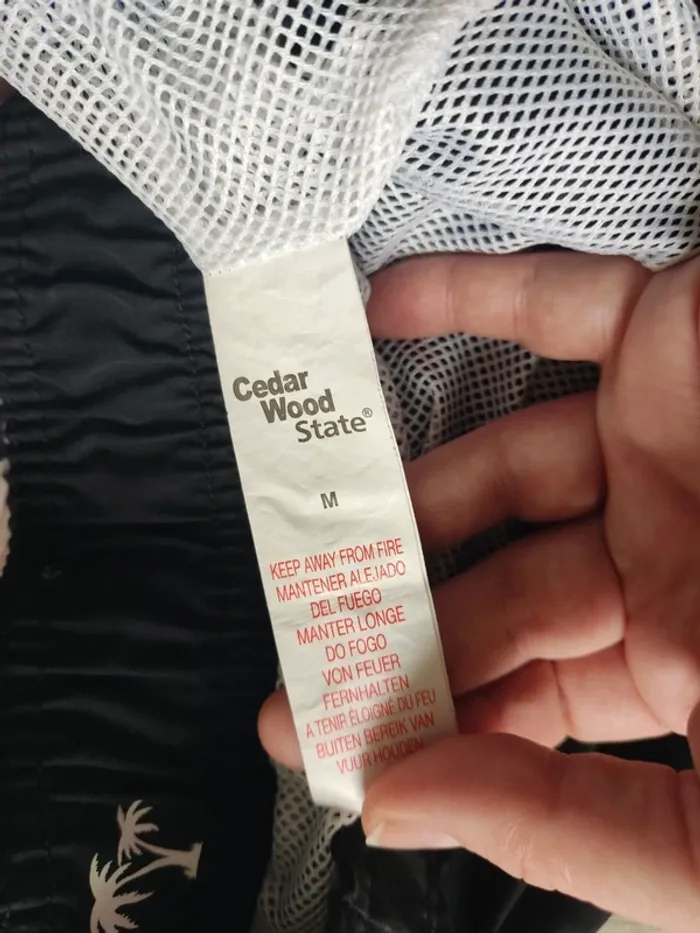 Cedar
Wood
State®
M
KEEP AWAY FROM FIRE
MANTENER ALEJADO
DEL FUEGO
MANTER LONGE
DO FOGO
VON FEUER
FERNHALTEN
A TENIR ÉLOIGNÉ DU FEU
BUITEN BEREIK VAN
VUUR HOUDEN